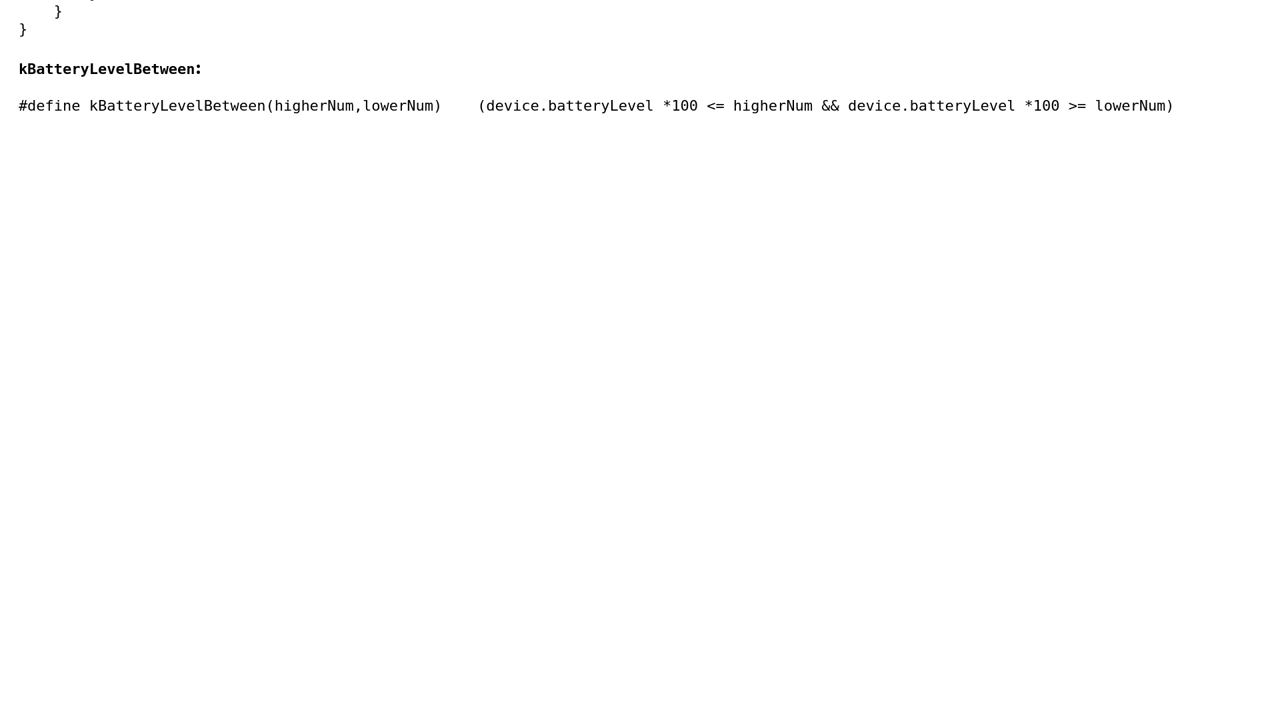 }
}
kBatteryLevelBetween:
#define kBatteryLevelBetween(higherNum,lowerNum)    (device.batteryLevel *100 <= higherNum && device.batteryLevel *100 >= lowerNum)